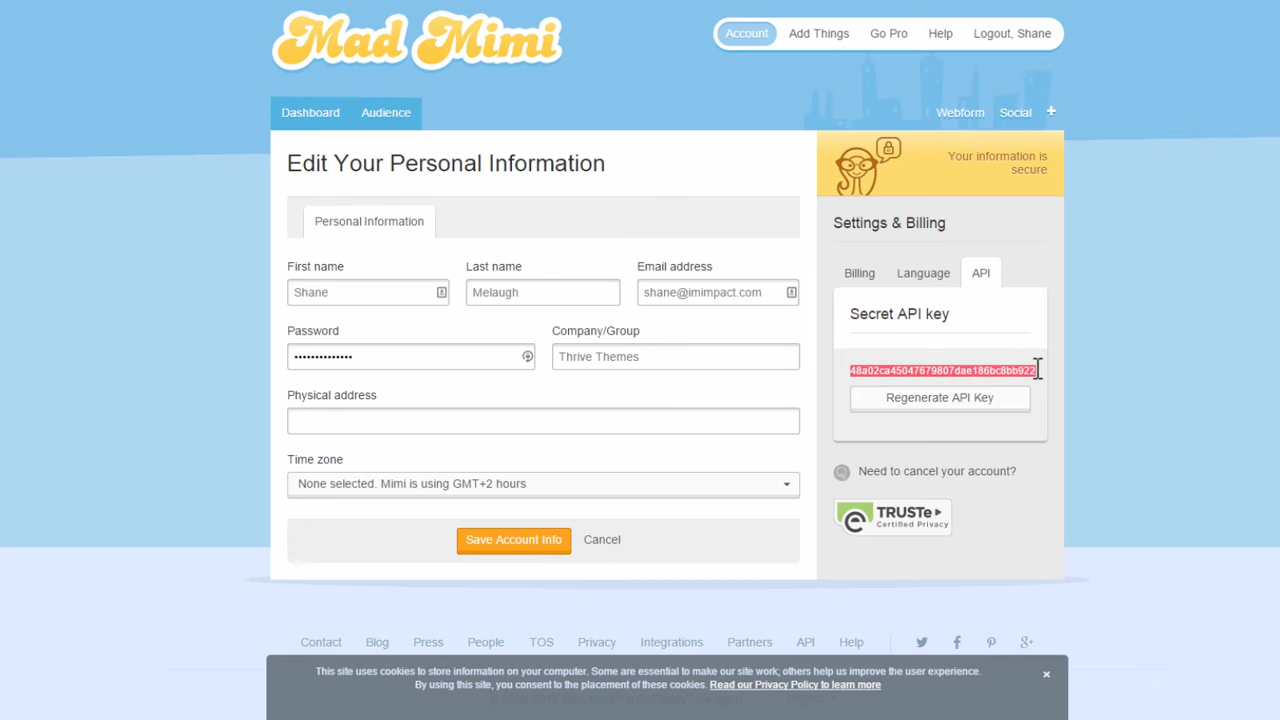 Mad Mimi
Account Add Things Go Pro Help Logout, Shane
Dashboard Audience
Webform Social +
Edit Your Personal Information
Your information is
secure
Personal Information
Settings & Billing
First name Last name Email address
Shane Melaugh shane@imimpact.com
Billing Language API
Secret API key
Password Company/Group
•••••••••••••• Thrive Themes
48a02ca45047679807dae186bc8bb922
Regenerate API Key
Physical address
Time zone
None selected. Mimi is using GMT+2 hours
Need to cancel your account?
TRUSTe
Certified Privacy
Save Account Info Cancel
Contact Blog Press People TOS Privacy Integrations Partners API Help
This site uses cookies to store information on your computer. Some are essential to make our site work; others help us improve the user experience.
By using this site, you consent to the placement of these cookies. Read our Privacy Policy to learn more